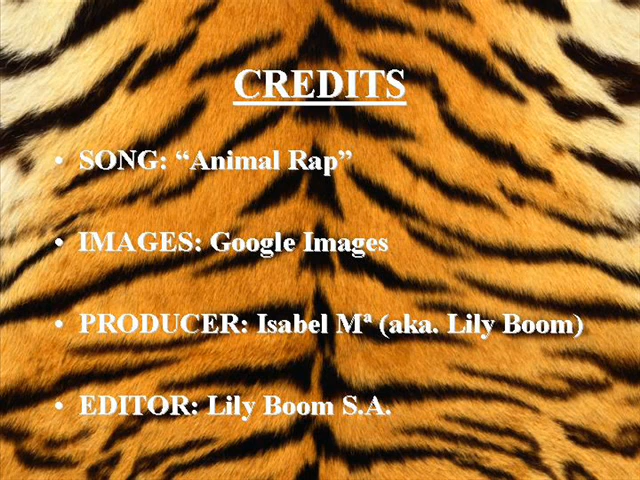 CREDITS
• SONG: “Animal Rap”
• IMAGES: Google Images
• PRODUCER: Isabel Mª (aka. Lily Boom)
• EDITOR: Lily Boom S.A.